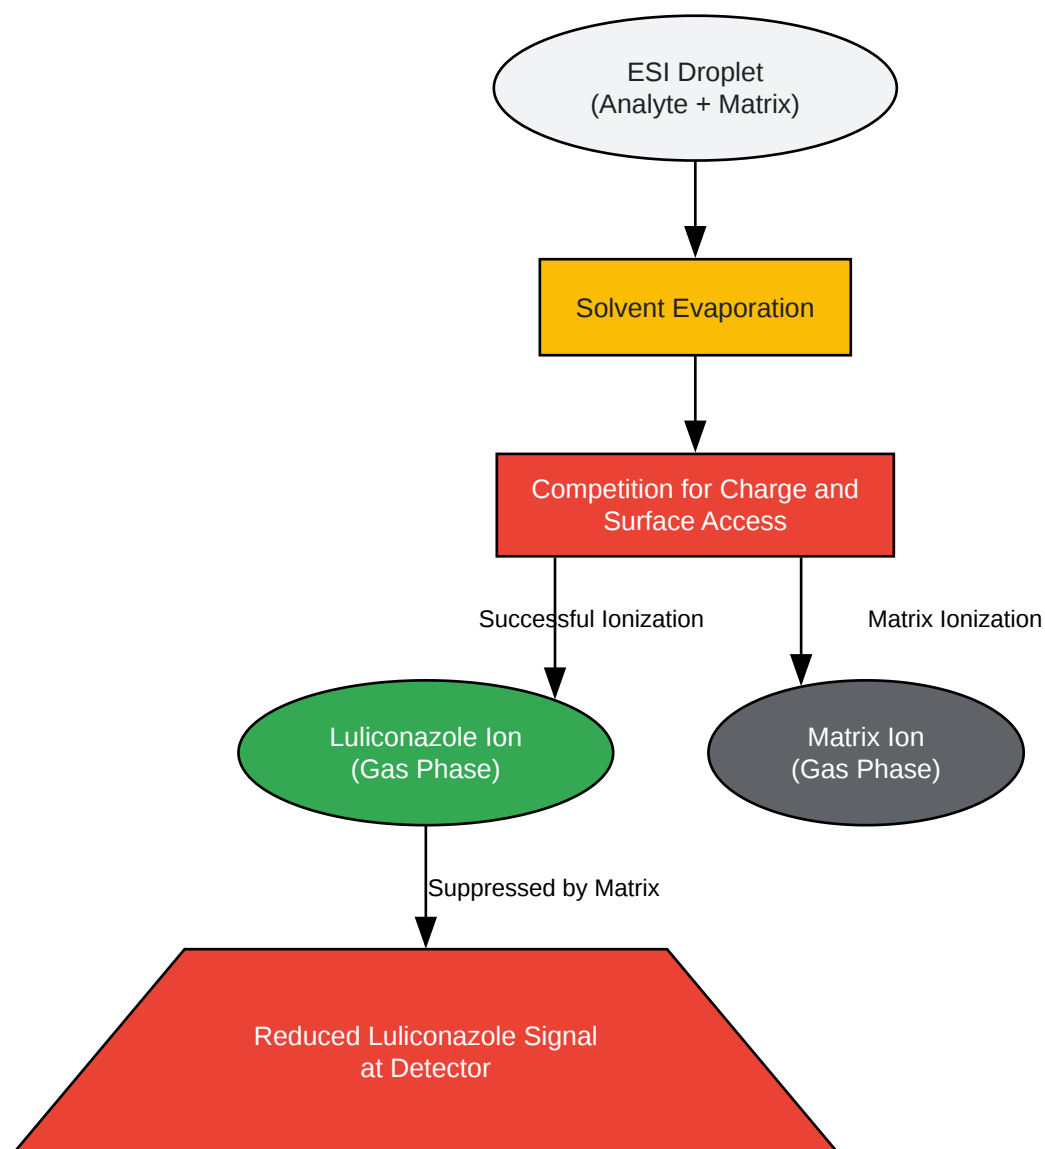 ESI Droplet
(Analyte + Matrix)
Solvent Evaporation
Competition for Charge and
Surface Access
Successful Ionization
Matrix Ionization
Luliconazole Ion
(Gas Phase)
Matrix Ion
(Gas Phase)
Suppressed by Matrix
Reduced Luliconazole Signal
at Detector